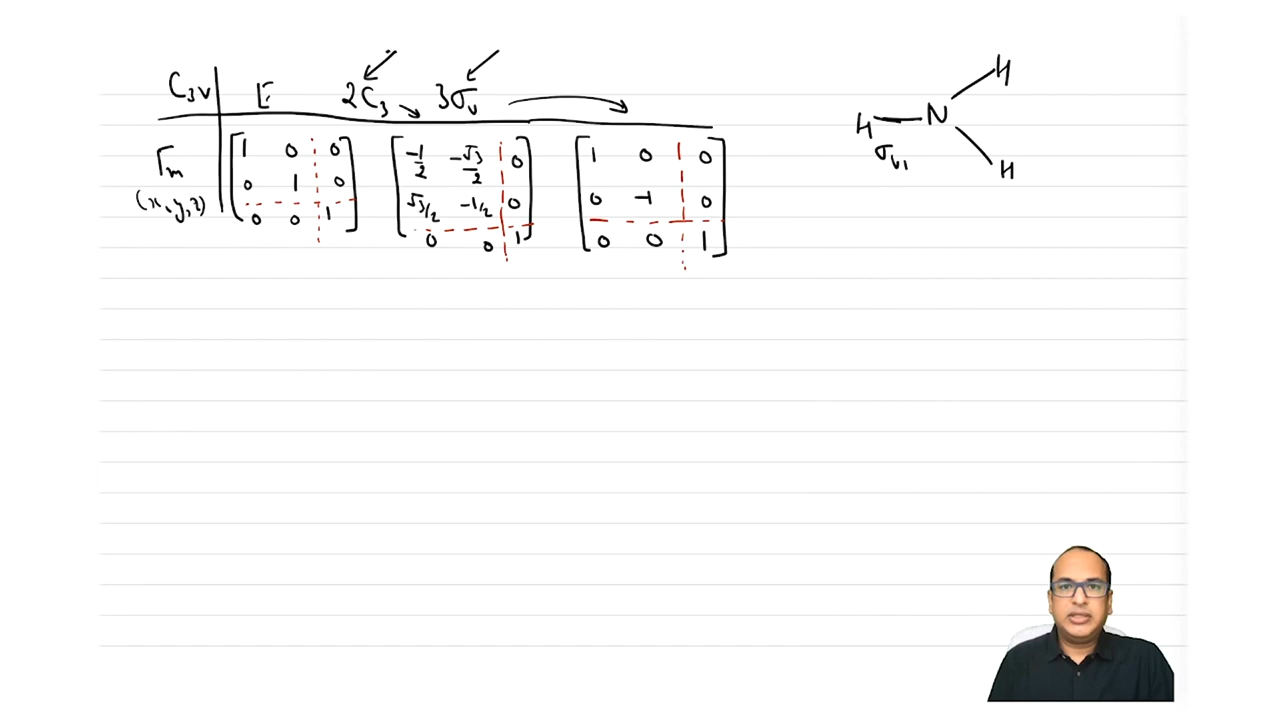 C3v E 2C3 3σv
Γm [1 0 0] [-1/2 -√3/2 0] [1 0 0]
(x,y,z) [0 1 0] [√3/2 -1/2 0] [0 -1 0]
[0 0 1] [0 0 1] [0 0 1]
H
H N
σv1
H